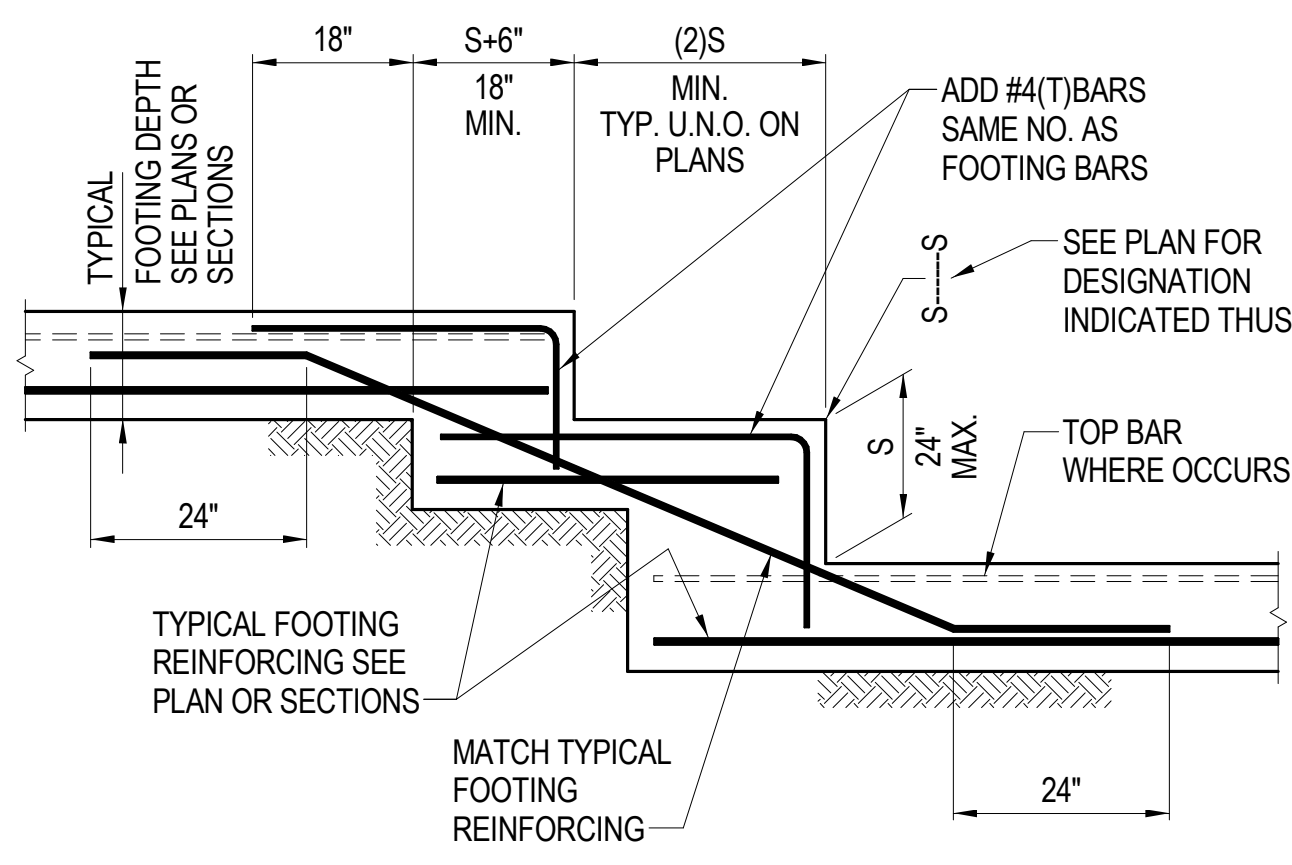 18"
S+6"
18"
MIN.
(2)S
MIN.
TYP. U.N.O. ON
PLANS
ADD #4(T)BARS
SAME NO. AS
FOOTING BARS
TYPICAL
FOOTING DEPTH
SEE PLANS OR
SECTIONS
S-----S
SEE PLAN FOR
DESIGNATION
INDICATED THUS
S
24"
MAX.
TOP BAR
WHERE OCCURS
24"
TYPICAL FOOTING
REINFORCING SEE
PLAN OR SECTIONS
MATCH TYPICAL
FOOTING
REINFORCING
24"